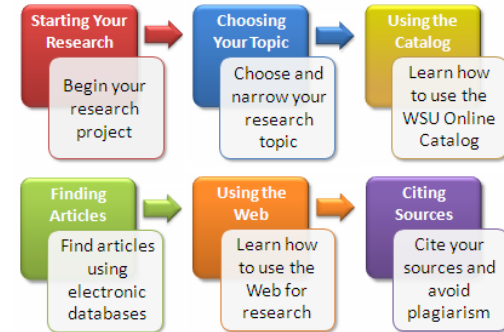 Starting Your
Research
Begin your
research
project
Choosing
Your Topic
Choose and
narrow your
research
topic
Using the
Catalog
Learn how
to use the
WSU Online
Catalog
Finding
Articles
Find articles
using
electronic
databases
Using the
Web
Learn how
to use the
Web for
research
Citing
Sources
Cite your
sources and
avoid
plagiarism